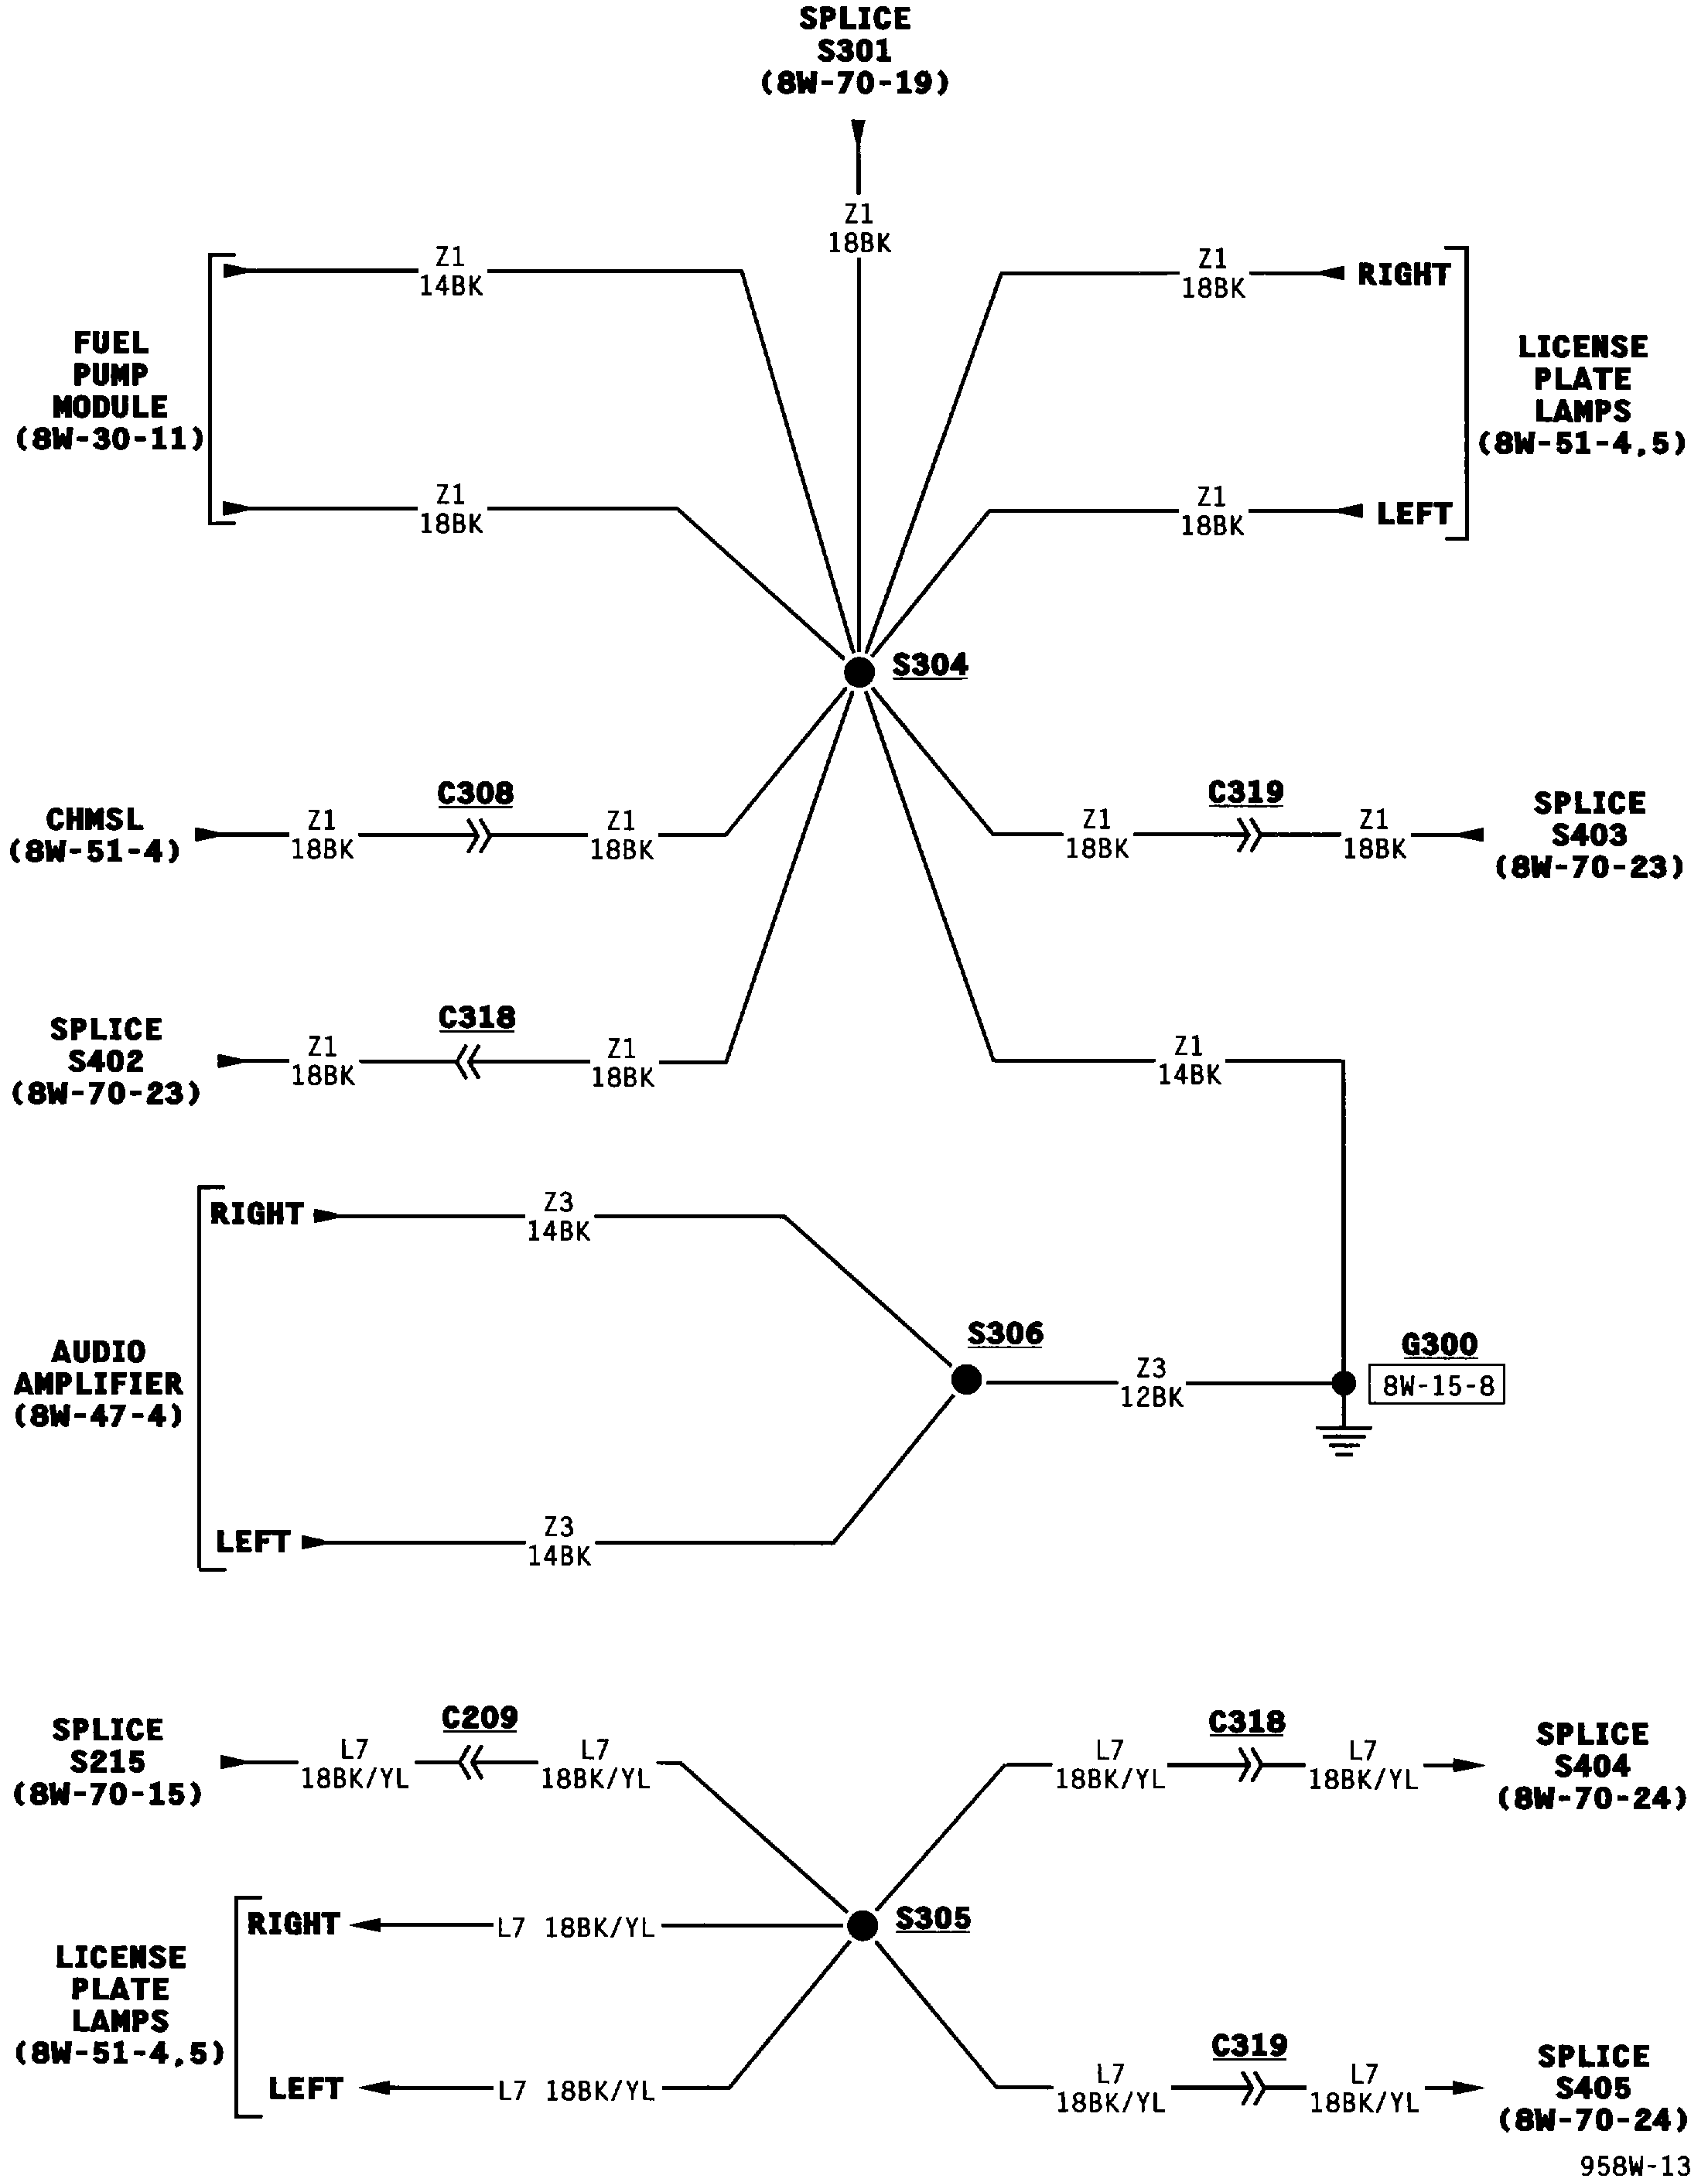 SPLICE
S301
(8W-70-19)
Z1
18BK
Z1
14BK
Z1
18BK
RIGHT
FUEL
PUMP
MODULE
(8W-30-11)
LICENSE
PLATE
LAMPS
(8W-51-4,5)
Z1
18BK
Z1
18BK
LEFT
S304
CHMSL
(8W-51-4)
Z1
18BK
C308
Z1
18BK
Z1
18BK
C319
Z1
18BK
SPLICE
S403
(8W-70-23)
SPLICE
S402
(8W-70-23)
Z1
18BK
C318
Z1
18BK
Z1
14BK
RIGHT
Z3
14BK
AUDIO
AMPLIFIER
(8W-47-4)
S306
Z3
12BK
G300
8W-15-8
LEFT
Z3
14BK
SPLICE
S215
(8W-70-15)
L7
18BK/YL
C209
L7
18BK/YL
L7
18BK/YL
C318
L7
18BK/YL
SPLICE
S404
(8W-70-24)
RIGHT
L7 18BK/YL
S305
LICENSE
PLATE
LAMPS
(8W-51-4,5)
LEFT
L7 18BK/YL
L7
18BK/YL
C319
L7
18BK/YL
SPLICE
S405
(8W-70-24)
958W-13